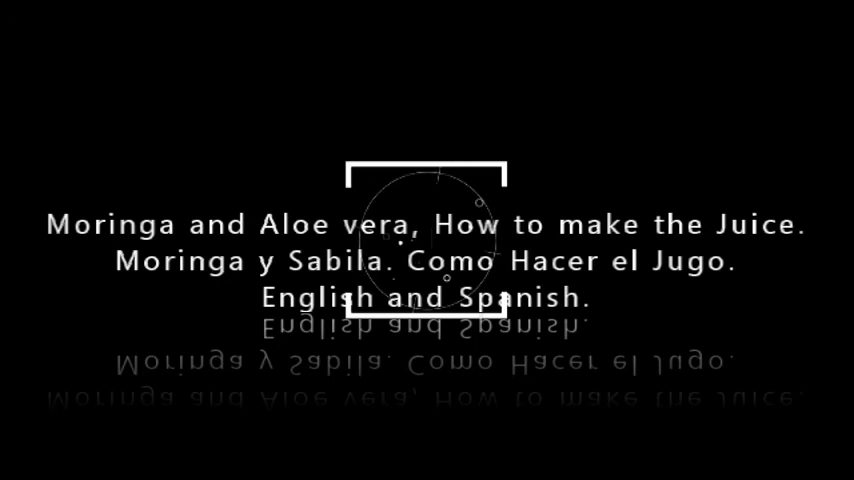 Moringa and Aloe vera, How to make the Juice.
Moringa y Sabila. Como Hacer el Jugo.
English and Spanish.